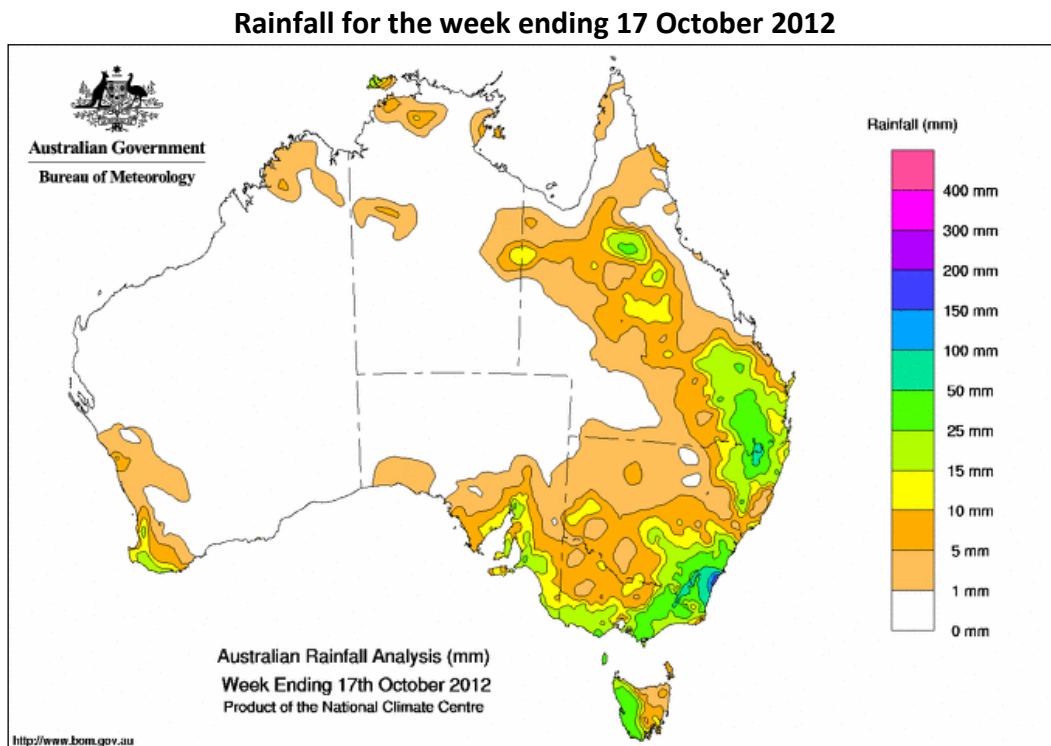 Rainfall for the week ending 17 October 2012
Australian Government
Bureau of Meteorology
Rainfall (mm)
400 mm
300 mm
200 mm
150 mm
100 mm
50 mm
25 mm
15 mm
10 mm
5 mm
1 mm
0 mm
Australian Rainfall Analysis (mm)
Week Ending 17th October 2012
Product of the National Climate Centre
http://www.bom.gov.au